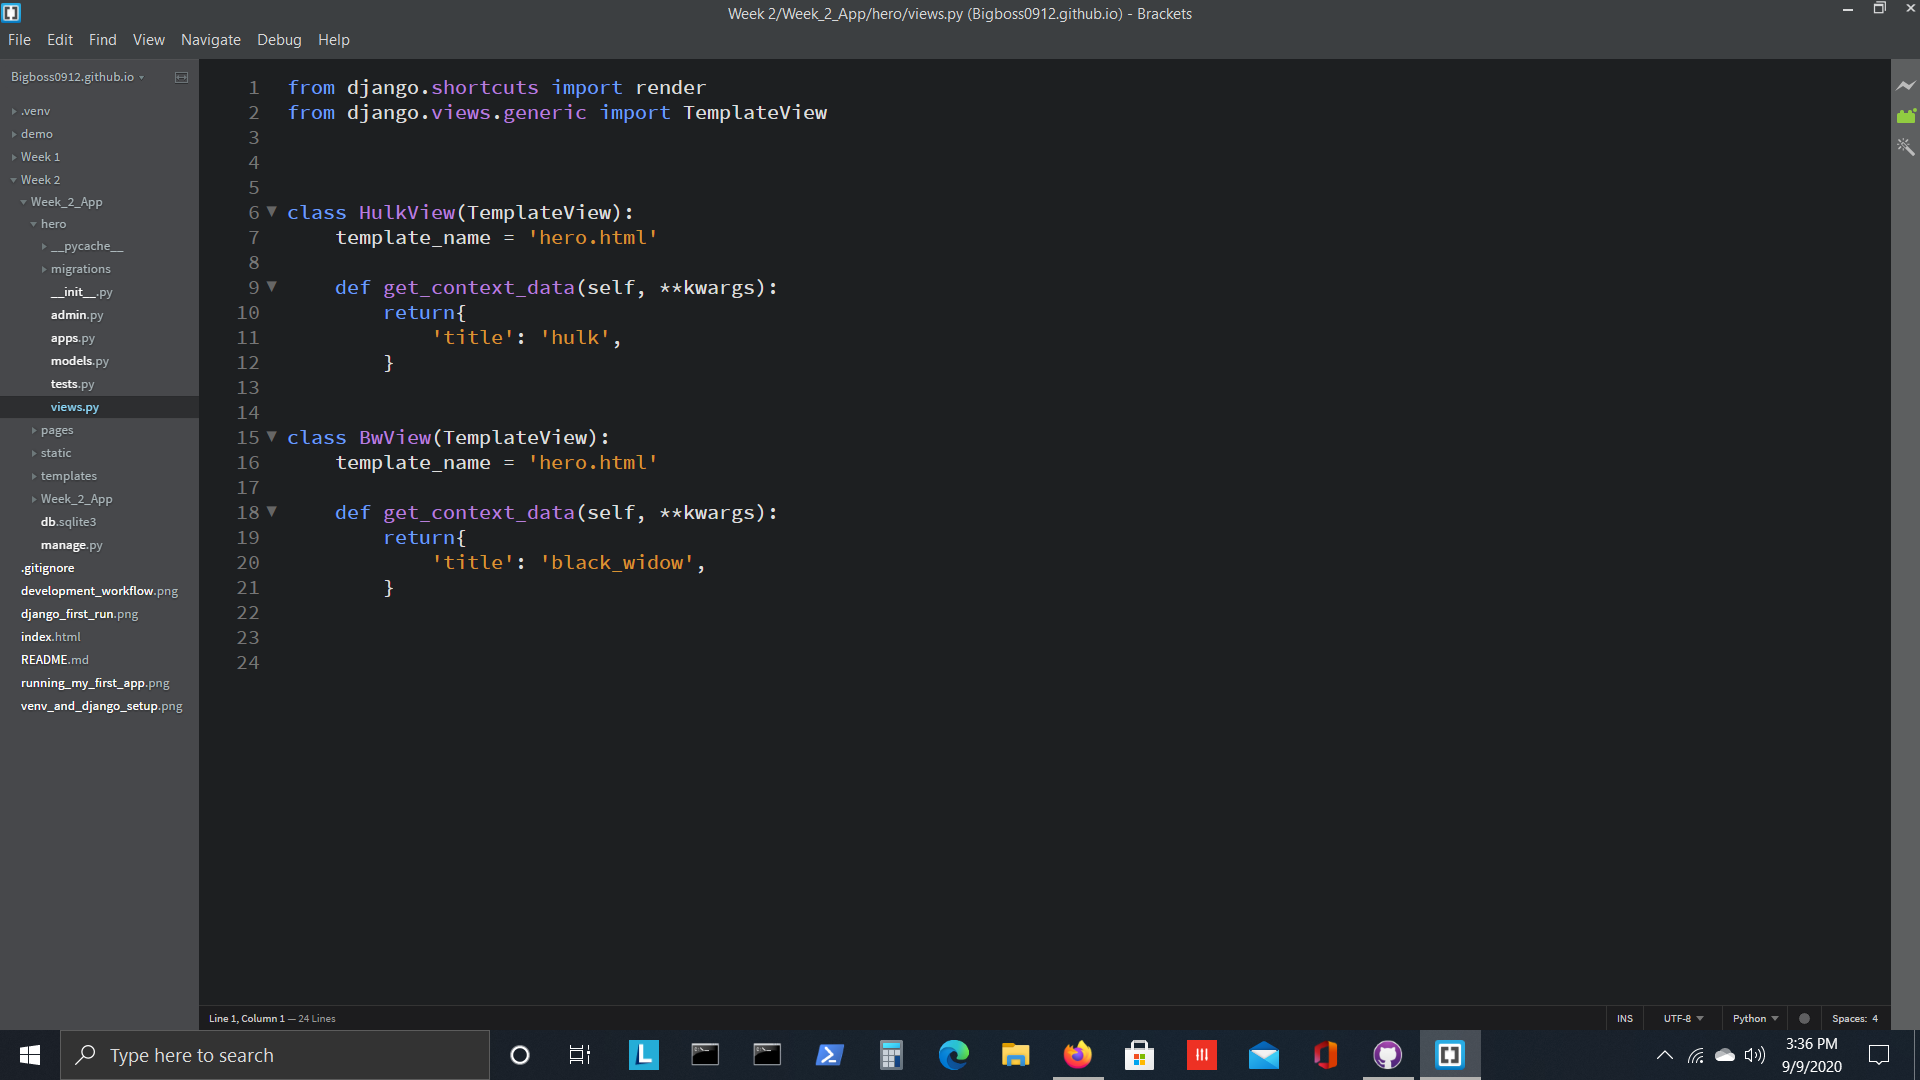 Week 2/Week_2_App/hero/views.py (Bigboss0912.github.io) - Brackets
File Edit Find View Navigate Debug Help
Bigboss0912.github.io
.venv
demo
Week 1
Week 2
Week_2_App
hero
__pycache__
migrations
__init__.py
admin.py
apps.py
models.py
tests.py
views.py
pages
static
templates
Week_2_App
db.sqlite3
manage.py
.gitignore
development_workflow.png
django_first_run.png
index.html
README.md
running_my_first_app.png
venv_and_django_setup.png
1 from django.shortcuts import render
2 from django.views.generic import TemplateView
3
4
5
6 class HulkView(TemplateView):
7     template_name = 'hero.html'
8
9     def get_context_data(self, **kwargs):
10         return{
11             'title': 'hulk',
12         }
13
14
15 class BwView(TemplateView):
16     template_name = 'hero.html'
17
18     def get_context_data(self, **kwargs):
19         return{
20             'title': 'black_widow',
21         }
22
23
24
Line 1, Column 1 — 24 Lines
INS UTF-8 Python Spaces: 4
Type here to search
L
3:36 PM
9/9/2020